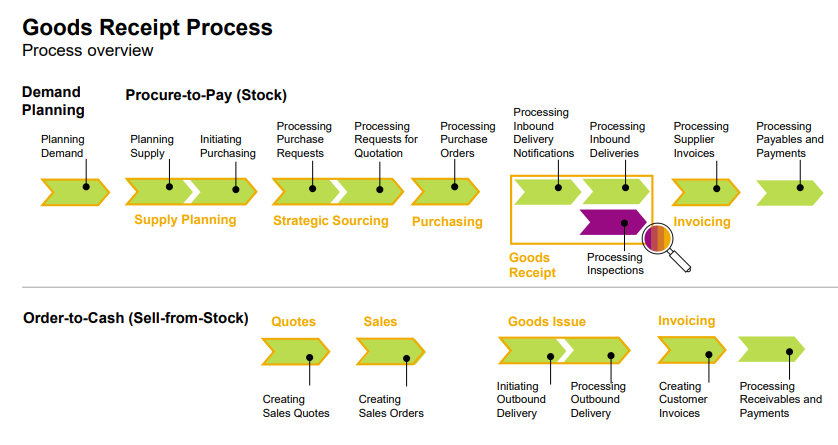 Goods Receipt Process
Process overview
Demand
Planning
Procure-to-Pay (Stock)
Planning
Demand
Planning
Supply
Initiating
Purchasing
Processing
Purchase
Requests
Processing
Requests for
Quotation
Processing
Purchase
Orders
Processing
Inbound
Delivery
Notifications
Processing
Inbound
Deliveries
Processing
Supplier
Invoices
Processing
Payables and
Payments
Supply Planning
Strategic Sourcing
Purchasing
Goods
Receipt
Processing
Inspections
Invoicing
Order-to-Cash (Sell-from-Stock)
Quotes
Sales
Goods Issue
Invoicing
Creating
Sales Quotes
Creating
Sales Orders
Initiating
Outbound
Delivery
Processing
Outbound
Delivery
Creating
Customer
Invoices
Processing
Receivables and
Payments